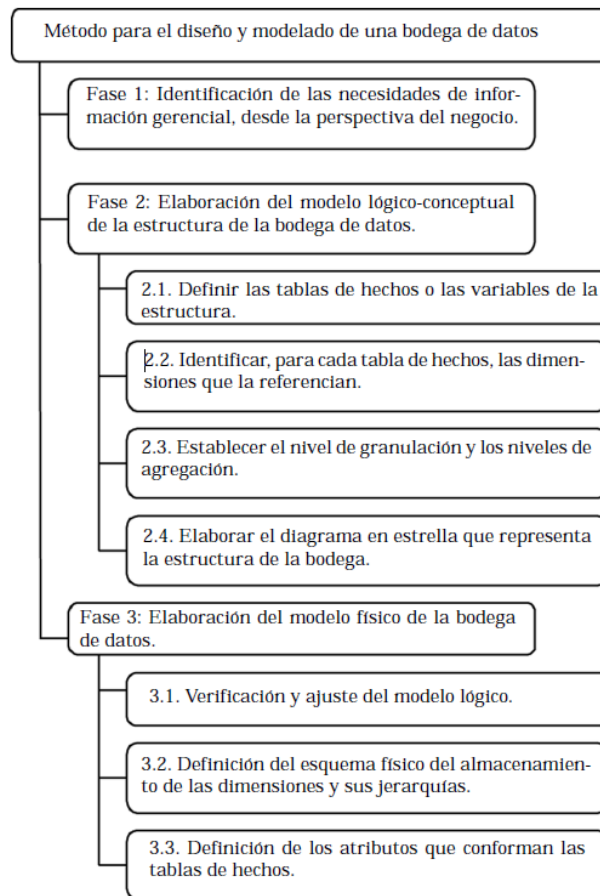 Método para el diseño y modelado de una bodega de datos
Fase 1: Identificación de las necesidades de infor-
mación gerencial, desde la perspectiva del negocio.
Fase 2: Elaboración del modelo lógico-conceptual
de la estructura de la bodega de datos.
2.1. Definir las tablas de hechos o las variables de la
estructura.
2.2. Identificar, para cada tabla de hechos, las dimen-
siones que la referencian.
2.3. Establecer el nivel de granulación y los niveles de
agregación.
2.4. Elaborar el diagrama en estrella que representa
la estructura de la bodega.
Fase 3: Elaboración del modelo físico de la bodega
de datos.
3.1. Verificación y ajuste del modelo lógico.
3.2. Definición del esquema físico del almacenamien-
to de las dimensiones y sus jerarquías.
3.3. Definición de los atributos que conforman las
tablas de hechos.